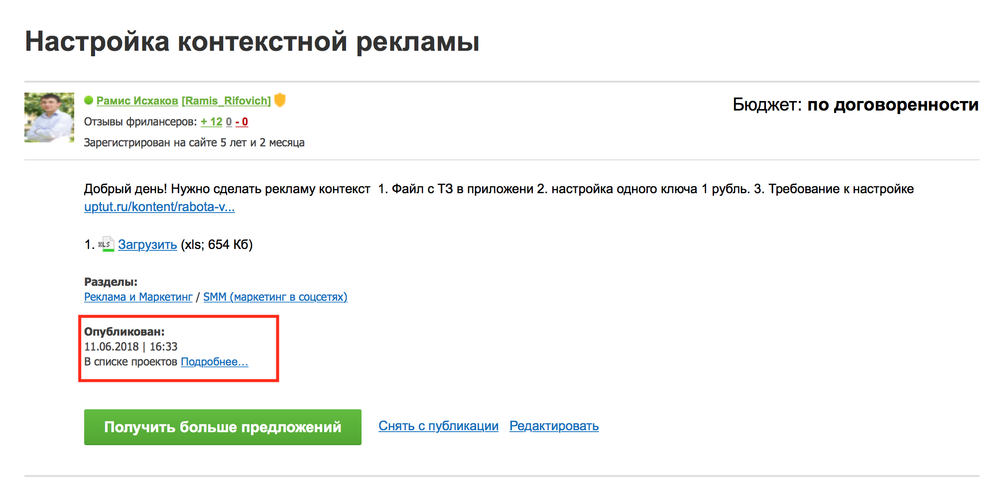 Настройка контекстной рекламы
Рамис Исхаков [Ramis_Rifovich]
Бюджет: по договоренности
Отзывы фрилансеров: + 12 0 - 0
Зарегистрирован на сайте 5 лет и 2 месяца
Добрый день! Нужно сделать рекламу контекст 1. Файл с ТЗ в приложени 2. настройка одного ключа 1 рубль. 3. Требование к настройке
uptut.ru/kontent/rabota-v...
1. XLS Загрузить (xls; 654 Кб)
Разделы:
Реклама и Маркетинг / SMM (маркетинг в соцсетях)
Опубликован:
11.06.2018 | 16:33
В списке проектов Подробнее...
Получить больше предложений Снять с публикации Редактировать